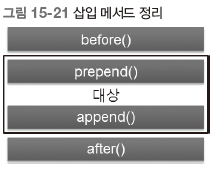 그림 15-21 삽입 메서드 정리
before()
prepend()
대상
append()
after()